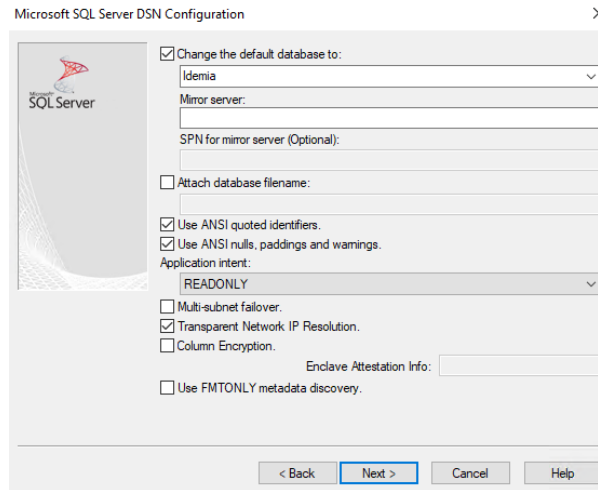 Microsoft SQL Server DSN Configuration
Change the default database to:
Idemia
Mirror server:
SPN for mirror server (Optional):
Attach database filename:
Use ANSI quoted identifiers.
Use ANSI nulls, paddings and warnings.
Application intent:
READONLY
Multi-subnet failover.
Transparent Network IP Resolution.
Column Encryption.
Enclave Attestation Info:
Use FMTONLY metadata discovery.
Microsoft
SQL Server
< Back
Next >
Cancel
Help